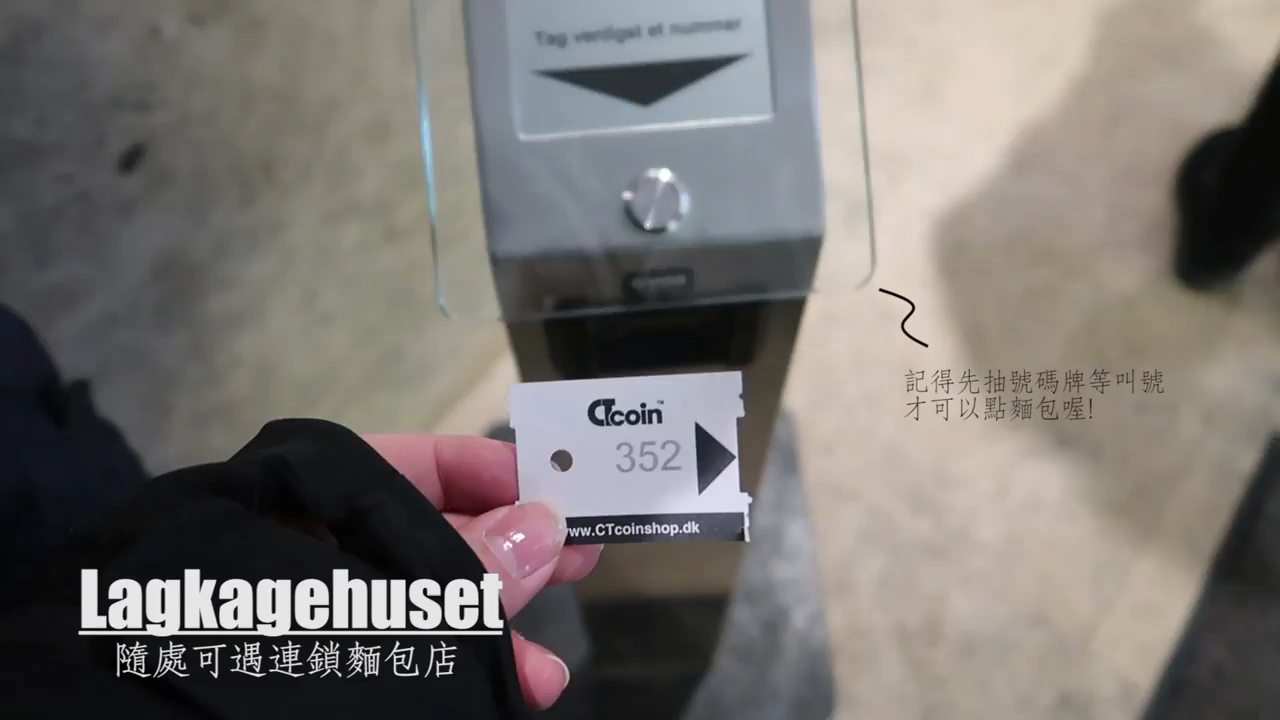 Tag venligst et nummer
CTcoin™
352
www.CTcoinshop.dk
記得先抽號碼牌等叫號
才可以點麵包喔!
Lagkagehuset
隨處可遇連鎖麵包店